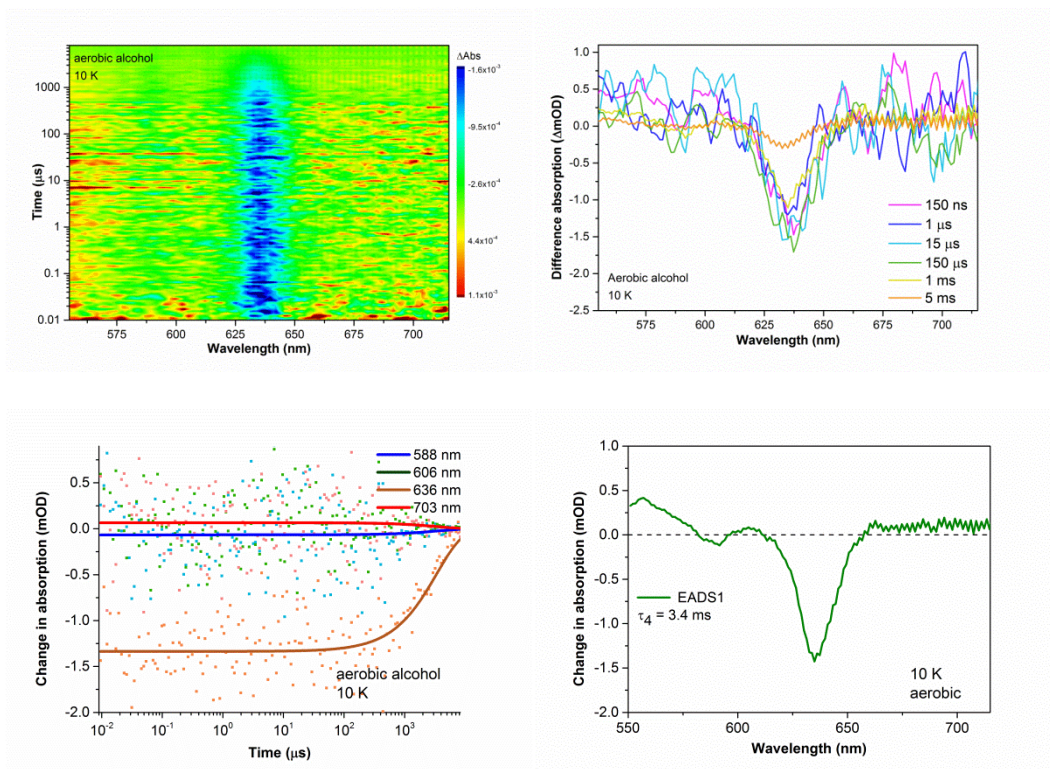 aerobic alcohol
10 K
ΔAbs
-1.6x10⁻³
-9.5x10⁻⁴
-2.6x10⁻⁴
4.4x10⁻⁴
1.1x10⁻³
1000
100
10
1
0.1
0.01
Time (µs)
575 600 625 650 675 700
Wavelength (nm)
1.0
0.5
0.0
-0.5
-1.0
-1.5
-2.0
-2.5
Difference absorption (ΔmOD)
150 ns
1 µs
15 µs
150 µs
1 ms
5 ms
Aerobic alcohol
10 K
575 600 625 650 675 700
Wavelength (nm)
588 nm
606 nm
636 nm
703 nm
0.5
0.0
-0.5
-1.0
-1.5
-2.0
Change in absorption (mOD)
aerobic alcohol
10 K
10⁻² 10⁻¹ 10⁰ 10¹ 10² 10³
Time (µs)
1.0
0.5
0.0
-0.5
-1.0
-1.5
-2.0
Change in absorption (mOD)
EADS1
τ₄ = 3.4 ms
10 K
aerobic
550 600 650 700
Wavelength (nm)